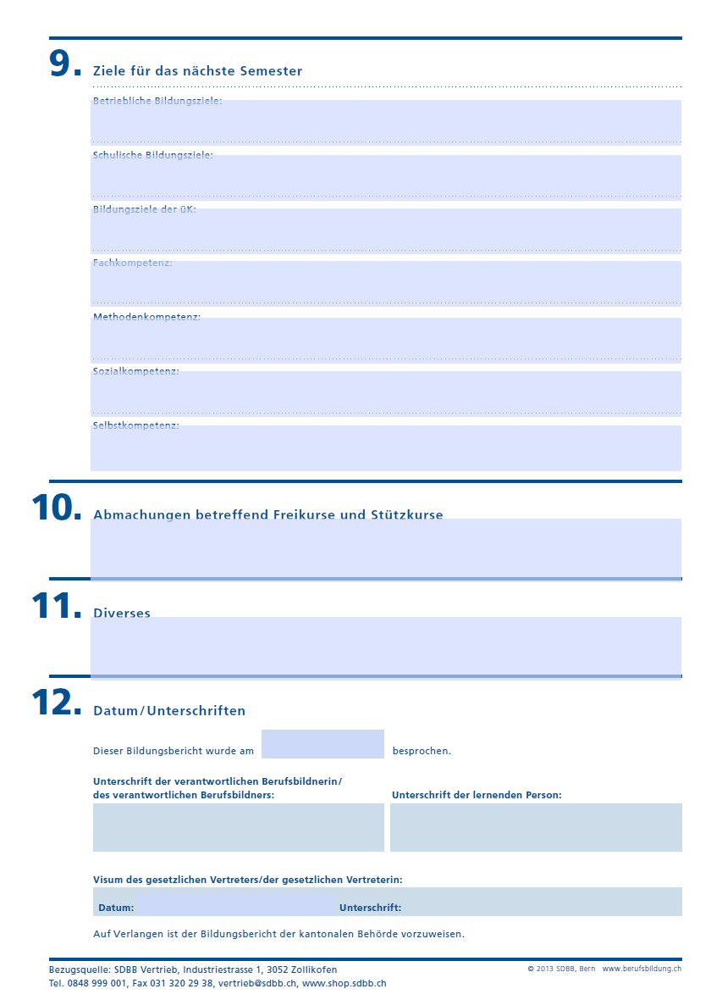 9. Ziele für das nächste Semester
Betriebliche Bildungsziele:
Schulische Bildungsziele:
Bildungsziele der üK:
Fachkompetenz:
Methodenkompetenz:
Sozialkompetenz:
Selbstkompetenz:
10. Abmachungen betreffend Freikurse und Stützkurse
11. Diverses
12. Datum/Unterschriften
Dieser Bildungsbericht wurde am besprochen.
Unterschrift der verantwortlichen Berufsbildnerin/
des verantwortlichen Berufsbildners:
Unterschrift der lernenden Person:
Visum des gesetzlichen Vertreters/der gesetzlichen Vertreterin:
Datum: Unterschrift:
Auf Verlangen ist der Bildungsbericht der kantonalen Behörde vorzuweisen.
Bezugsquelle: SDBB Vertrieb, Industriestrasse 1, 3052 Zollikofen
Tel. 0848 999 001, Fax 031 320 29 38, vertrieb@sdbb.ch, www.shop.sdbb.ch
© 2013 SDBB, Bern www.berufsbildung.ch